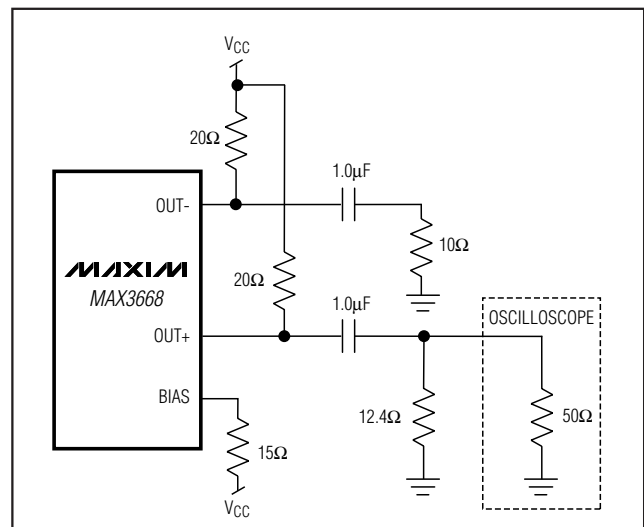 VCC
20Ω
1.0µF
OUT-
10Ω
MAXIM
MAX3668
20Ω
1.0µF
OSCILLOSCOPE
OUT+
BIAS
12.4Ω
50Ω
15Ω
VCC